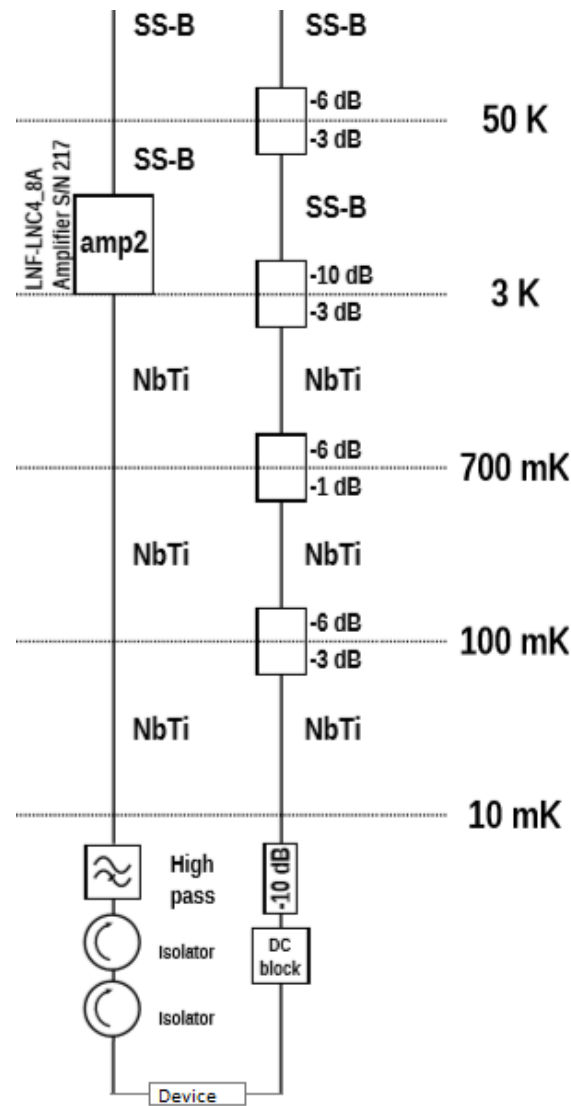 SS-B SS-B
-6 dB
50 K
-3 dB
LNF-LNC4_8A
Amplifier S/N 217
SS-B
SS-B
amp2
-10 dB
3 K
-3 dB
NbTi NbTi
-6 dB
700 mK
-1 dB
NbTi NbTi
-6 dB
100 mK
-3 dB
NbTi NbTi
10 mK
High
pass
-10 dB
Isolator
DC
block
Isolator
Device